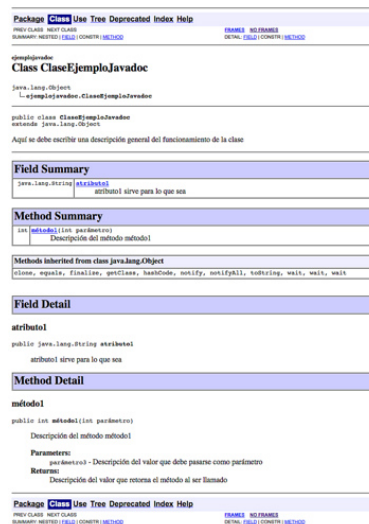 Package Class Use Tree Deprecated Index Help
PREV CLASS NEXT CLASS FRAMES NO FRAMES
SUMMARY: NESTED | FIELD | CONSTR | METHOD DETAIL: FIELD | CONSTR | METHOD
ejemplojavadoc
Class ClaseEjemploJavadoc
java.lang.Object
ejemplojavadoc.ClaseEjemploJavadoc
public class ClaseEjemploJavadoc
extends java.lang.Object
Aquí se debe escribir una descripción general del funcionamiento de la clase
Field Summary
java.lang.String atributo1
atributo1 sirve para lo que sea
Method Summary
int método1(int parámetro)
Descripción del método método1
Methods inherited from class java.lang.Object
clone, equals, finalize, getClass, hashCode, notify, notifyAll, toString, wait, wait, wait
Field Detail
atributo1
public java.lang.String atributo1
atributo1 sirve para lo que sea
Method Detail
método1
public int método1(int parámetro)
Descripción del método método1
Parameters:
parámetro3 - Descripción del valor que debe pasarse como parámetro
Returns:
Descripción del valor que retorna el método al ser llamado
Package Class Use Tree Deprecated Index Help
PREV CLASS NEXT CLASS FRAMES NO FRAMES
SUMMARY: NESTED | FIELD | CONSTR | METHOD DETAIL: FIELD | CONSTR | METHOD